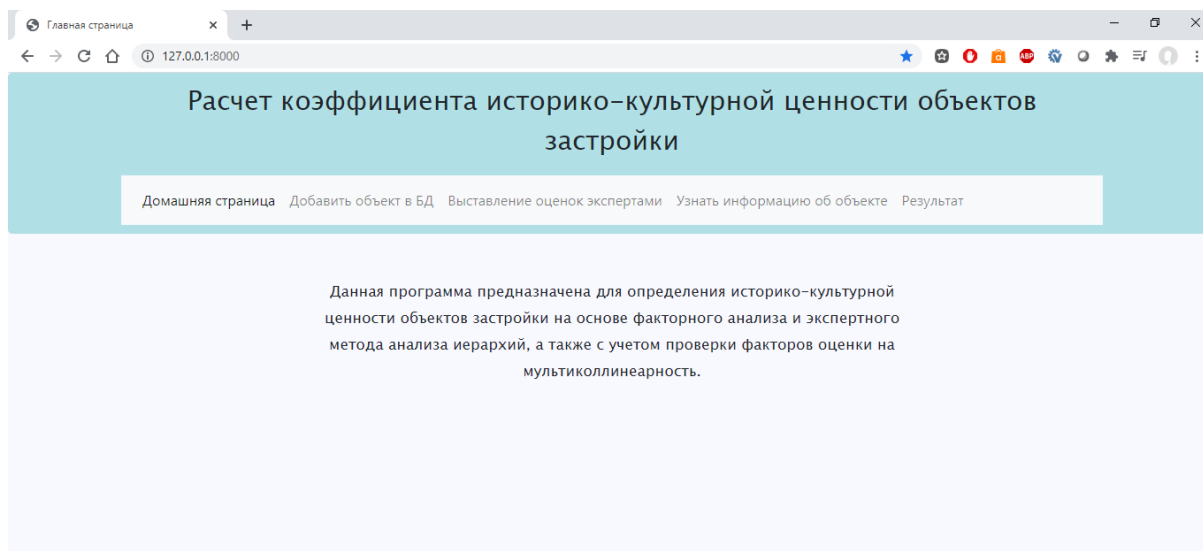 Главная страница
127.0.0.1:8000
ABP
Расчет коэффициента историко-культурной ценности объектов
застройки
Домашняя страница Добавить объект в БД Выставление оценок экспертами Узнать информацию об объекте Результат
Данная программа предназначена для определения историко-культурной
ценности объектов застройки на основе факторного анализа и экспертного
метода анализа иерархий, а также с учетом проверки факторов оценки на
мультиколлинеарность.